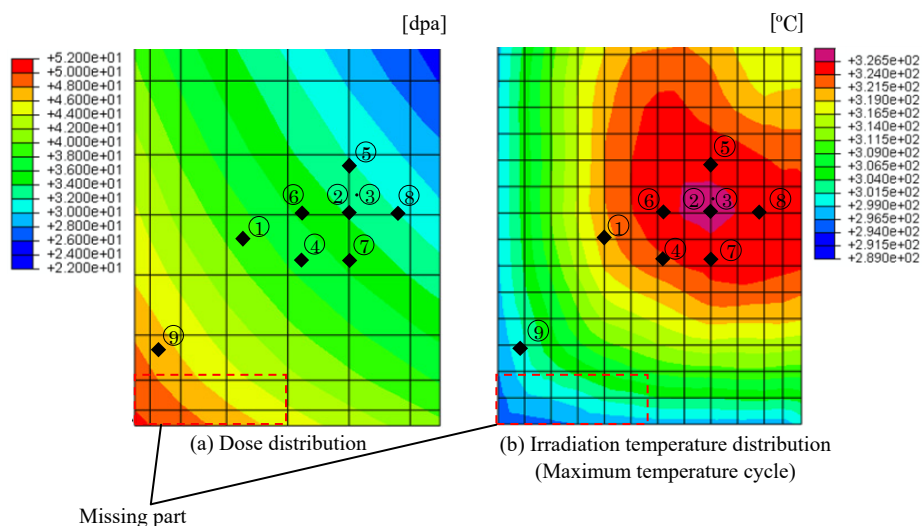 [dpa]
[°C]
+5.200e+01
+5.000e+01
+4.800e+01
+4.600e+01
+4.400e+01
+4.200e+01
+4.000e+01
+3.800e+01
+3.600e+01
+3.400e+01
+3.200e+01
+3.000e+01
+2.800e+01
+2.600e+01
+2.400e+01
+2.200e+01
⑤
⑥
②
③
⑧
①
④
⑦
⑨
+3.265e+02
+3.240e+02
+3.215e+02
+3.190e+02
+3.165e+02
+3.140e+02
+3.115e+02
+3.090e+02
+3.065e+02
+3.040e+02
+3.015e+02
+2.990e+02
+2.965e+02
+2.940e+02
+2.915e+02
+2.890e+02
⑤
⑥
②
③
⑧
①
④
⑦
⑨
(a) Dose distribution
(b) Irradiation temperature distribution
(Maximum temperature cycle)
Missing part